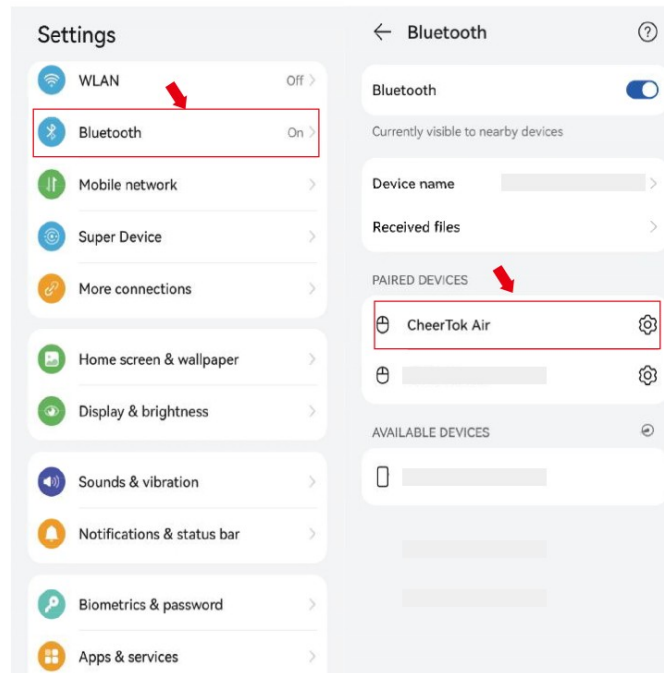 Settings
WLAN
Off
Bluetooth
On
Mobile network
Super Device
More connections
Home screen & wallpaper
Display & brightness
Sounds & vibration
Notifications & status bar
Biometrics & password
Apps & services
Bluetooth
Bluetooth
Currently visible to nearby devices
Device name
Received files
PAIRED DEVICES
CheerTok Air
AVAILABLE DEVICES